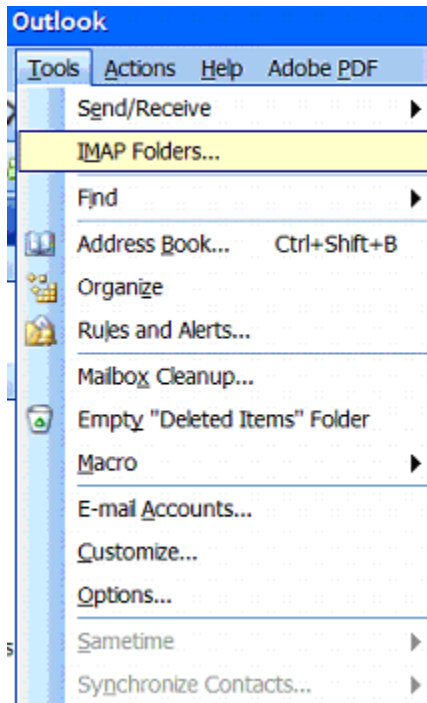 Outlook
Tools Actions Help Adobe PDF
Send/Receive
IMAP Folders...
Find
Address Book... Ctrl+Shift+B
Organize
Rules and Alerts...
Mailbox Cleanup...
Empty "Deleted Items" Folder
Macro
E-mail Accounts...
Customize...
Options...
Sametime
Synchronize Contacts...